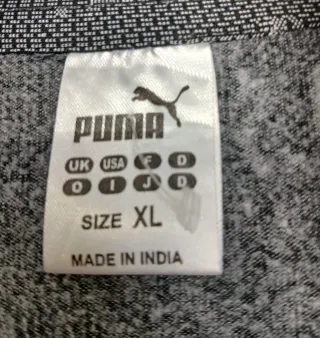 PUMA
UK USA F D
O I J D
SIZE XL
MADE IN INDIA